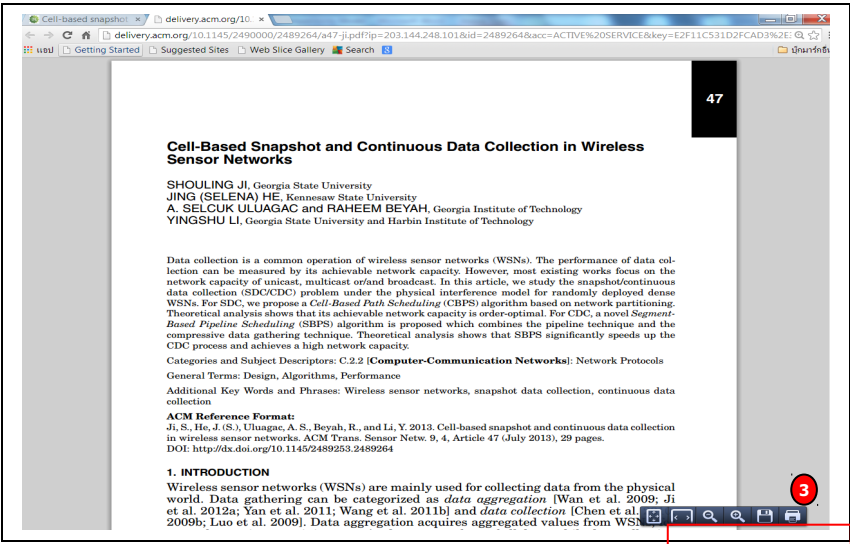 Cell-based snapshot
delivery.acm.org/10.
delivery.acm.org/10.1145/2490000/2489264/a47-ji.pdf?ip=203.144.248.101&id=2489264&acc=ACTIVE%20SERVICE&key=E2F11C531D2FCAD3%2E
แอป Getting Started Suggested Sites Web Slice Gallery Search 8
47
Cell-Based Snapshot and Continuous Data Collection in Wireless
Sensor Networks
SHOULING JI, Georgia State University
JING (SELENA) HE, Kennesaw State University
A. SELCUK ULUAGAC and RAHEEM BEYAH, Georgia Institute of Technology
YINGSHU LI, Georgia State University and Harbin Institute of Technology
Data collection is a common operation of wireless sensor networks (WSNs). The performance of data col-
lection can be measured by its achievable network capacity. However, most existing works focus on the
network capacity of unicast, multicast or/and broadcast. In this article, we study the snapshot/continuous
data collection (SDC/CDC) problem under the physical interference model for randomly deployed dense
WSNs. For SDC, we propose a Cell-Based Path Scheduling (CBPS) algorithm based on network partitioning.
Theoretical analysis shows that its achievable network capacity is order-optimal. For CDC, a novel Segment-
Based Pipeline Scheduling (SBPS) algorithm is proposed which combines the pipeline technique and the
compressive data gathering technique. Theoretical analysis shows that SBPS significantly speeds up the
CDC process and achieves a high network capacity.
Categories and Subject Descriptors: C.2.2 [Computer-Communication Networks]: Network Protocols
General Terms: Design, Algorithms, Performance
Additional Key Words and Phrases: Wireless sensor networks, snapshot data collection, continuous data
collection
ACM Reference Format:
Ji, S., He, J. (S.), Uluagac, A. S., Beyah, R., and Li, Y. 2013. Cell-based snapshot and continuous data collection
in wireless sensor networks. ACM Trans. Sensor Netw. 9, 4, Article 47 (July 2013), 29 pages.
DOI: http://dx.doi.org/10.1145/2489253.2489264
1. INTRODUCTION
Wireless sensor networks (WSNs) are mainly used for collecting data from the physical
world. Data gathering can be categorized as data aggregation [Wan et al. 2009; Ji
et al. 2012a; Yan et al. 2011; Wang et al. 2011b] and data collection [Chen et al.
2009b; Luo et al. 2009]. Data aggregation acquires aggregated values from WSN
3